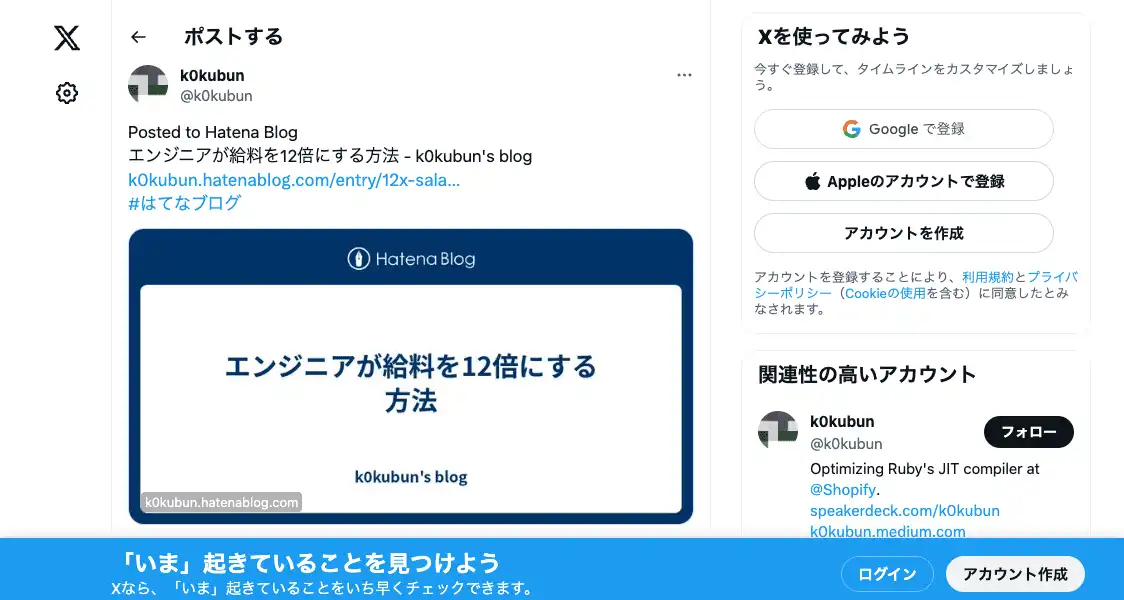 ポストする
k0kubun
@k0kubun
Posted to Hatena Blog
エンジニアが給料を12倍にする方法 - k0kubun's blog
k0kubun.hatenablog.com/entry/12x-sala…
#はてなブログ
Hatena Blog
エンジニアが給料を12倍にする
方法
k0kubun's blog
k0kubun.hatenablog.com
Xを使ってみよう
今すぐ登録して、タイムラインをカスタマイズしましょ
う。
Google で登録
Appleのアカウントで登録
アカウントを作成
アカウントを登録することにより、利用規約とプライバ
シーポリシー（Cookieの使用を含む）に同意したとみ
なされます。
関連性の高いアカウント
k0kubun
@k0kubun
フォロー
Optimizing Ruby's JIT compiler at
@Shopify.
speakerdeck.com/k0kubun
k0kubun.medium.com
「いま」起きていることを見つけよう
Xなら、「いま」起きていることをいち早くチェックできます。
ログイン
アカウント作成